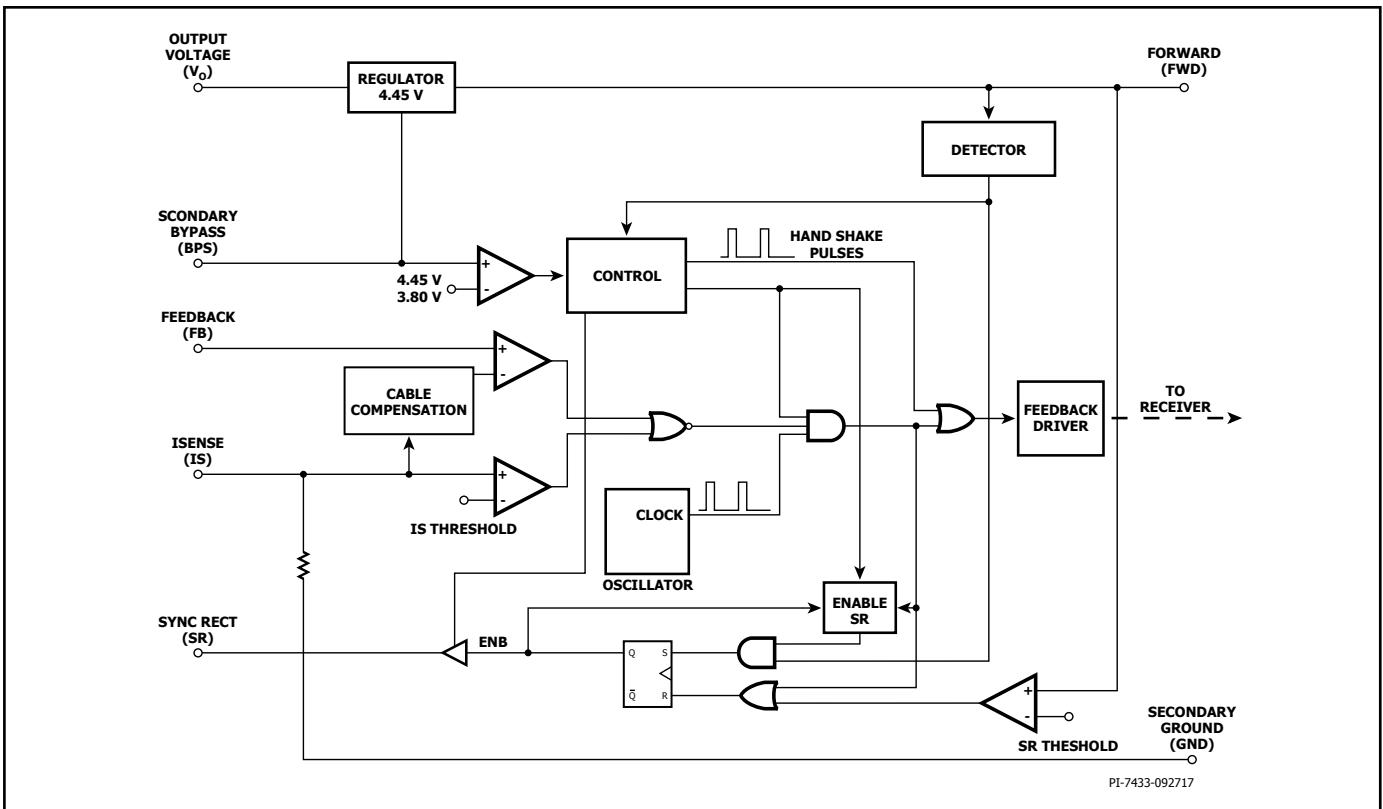 OUTPUT
VOLTAGE
(VO)
REGULATOR
4.45 V
FORWARD
(FWD)
DETECTOR
SCONDARY
BYPASS
(BPS)
+
-
4.45 V
3.80 V
CONTROL
HAND SHAKE
PULSES
FEEDBACK
(FB)
+
-
CABLE
COMPENSATION
FEEDBACK
DRIVER
TO
RECEIVER
ISENSE
(IS)
+
-
IS THRESHOLD
CLOCK
OSCILLATOR
ENABLE
SR
SYNC RECT
(SR)
ENB
Q
S
Q̅
R
+
-
SR THESHOLD
SECONDARY
GROUND
(GND)
PI-7433-092717